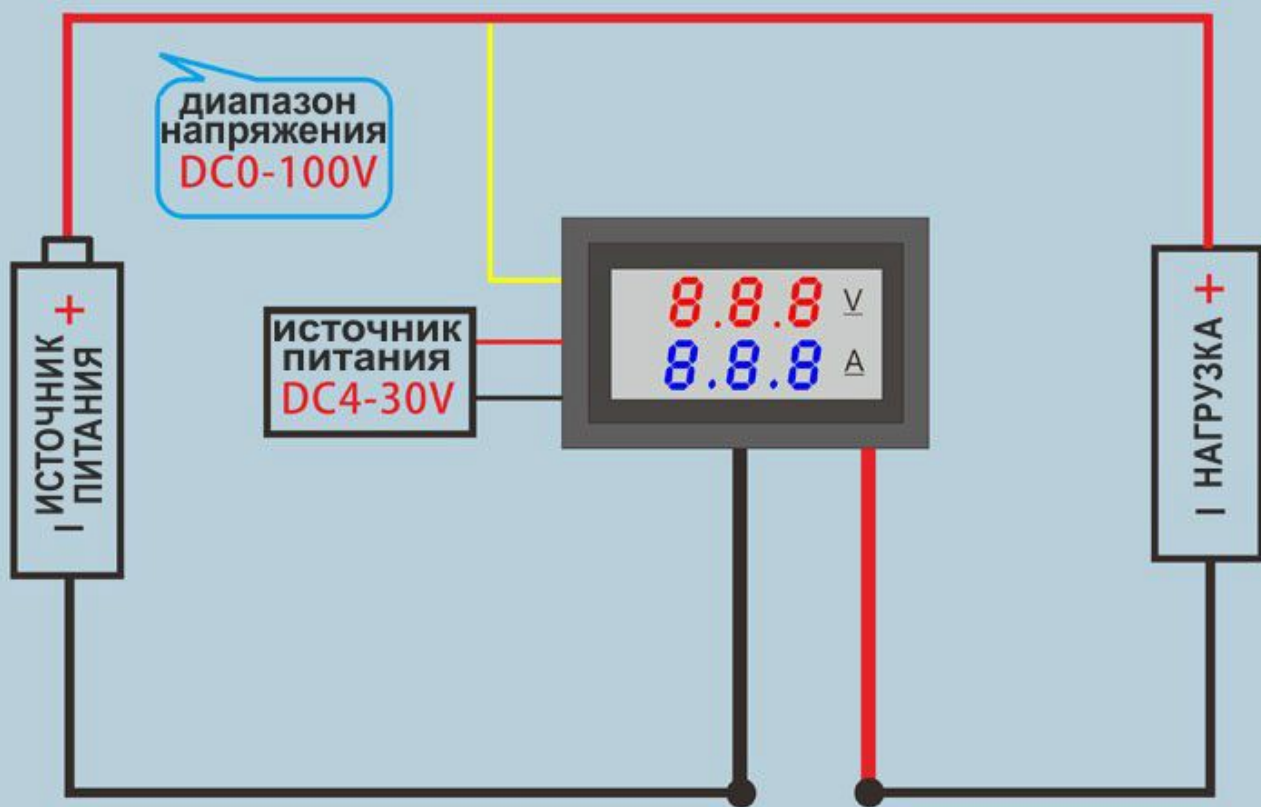 диапазон
напряжения
DC0-100V
8.8.8 V
8.8.8 A
источник
питания
DC4-30V
+
ИСТОЧНИК
ПИТАНИЯ
–
+
НАГРУЗКА
–